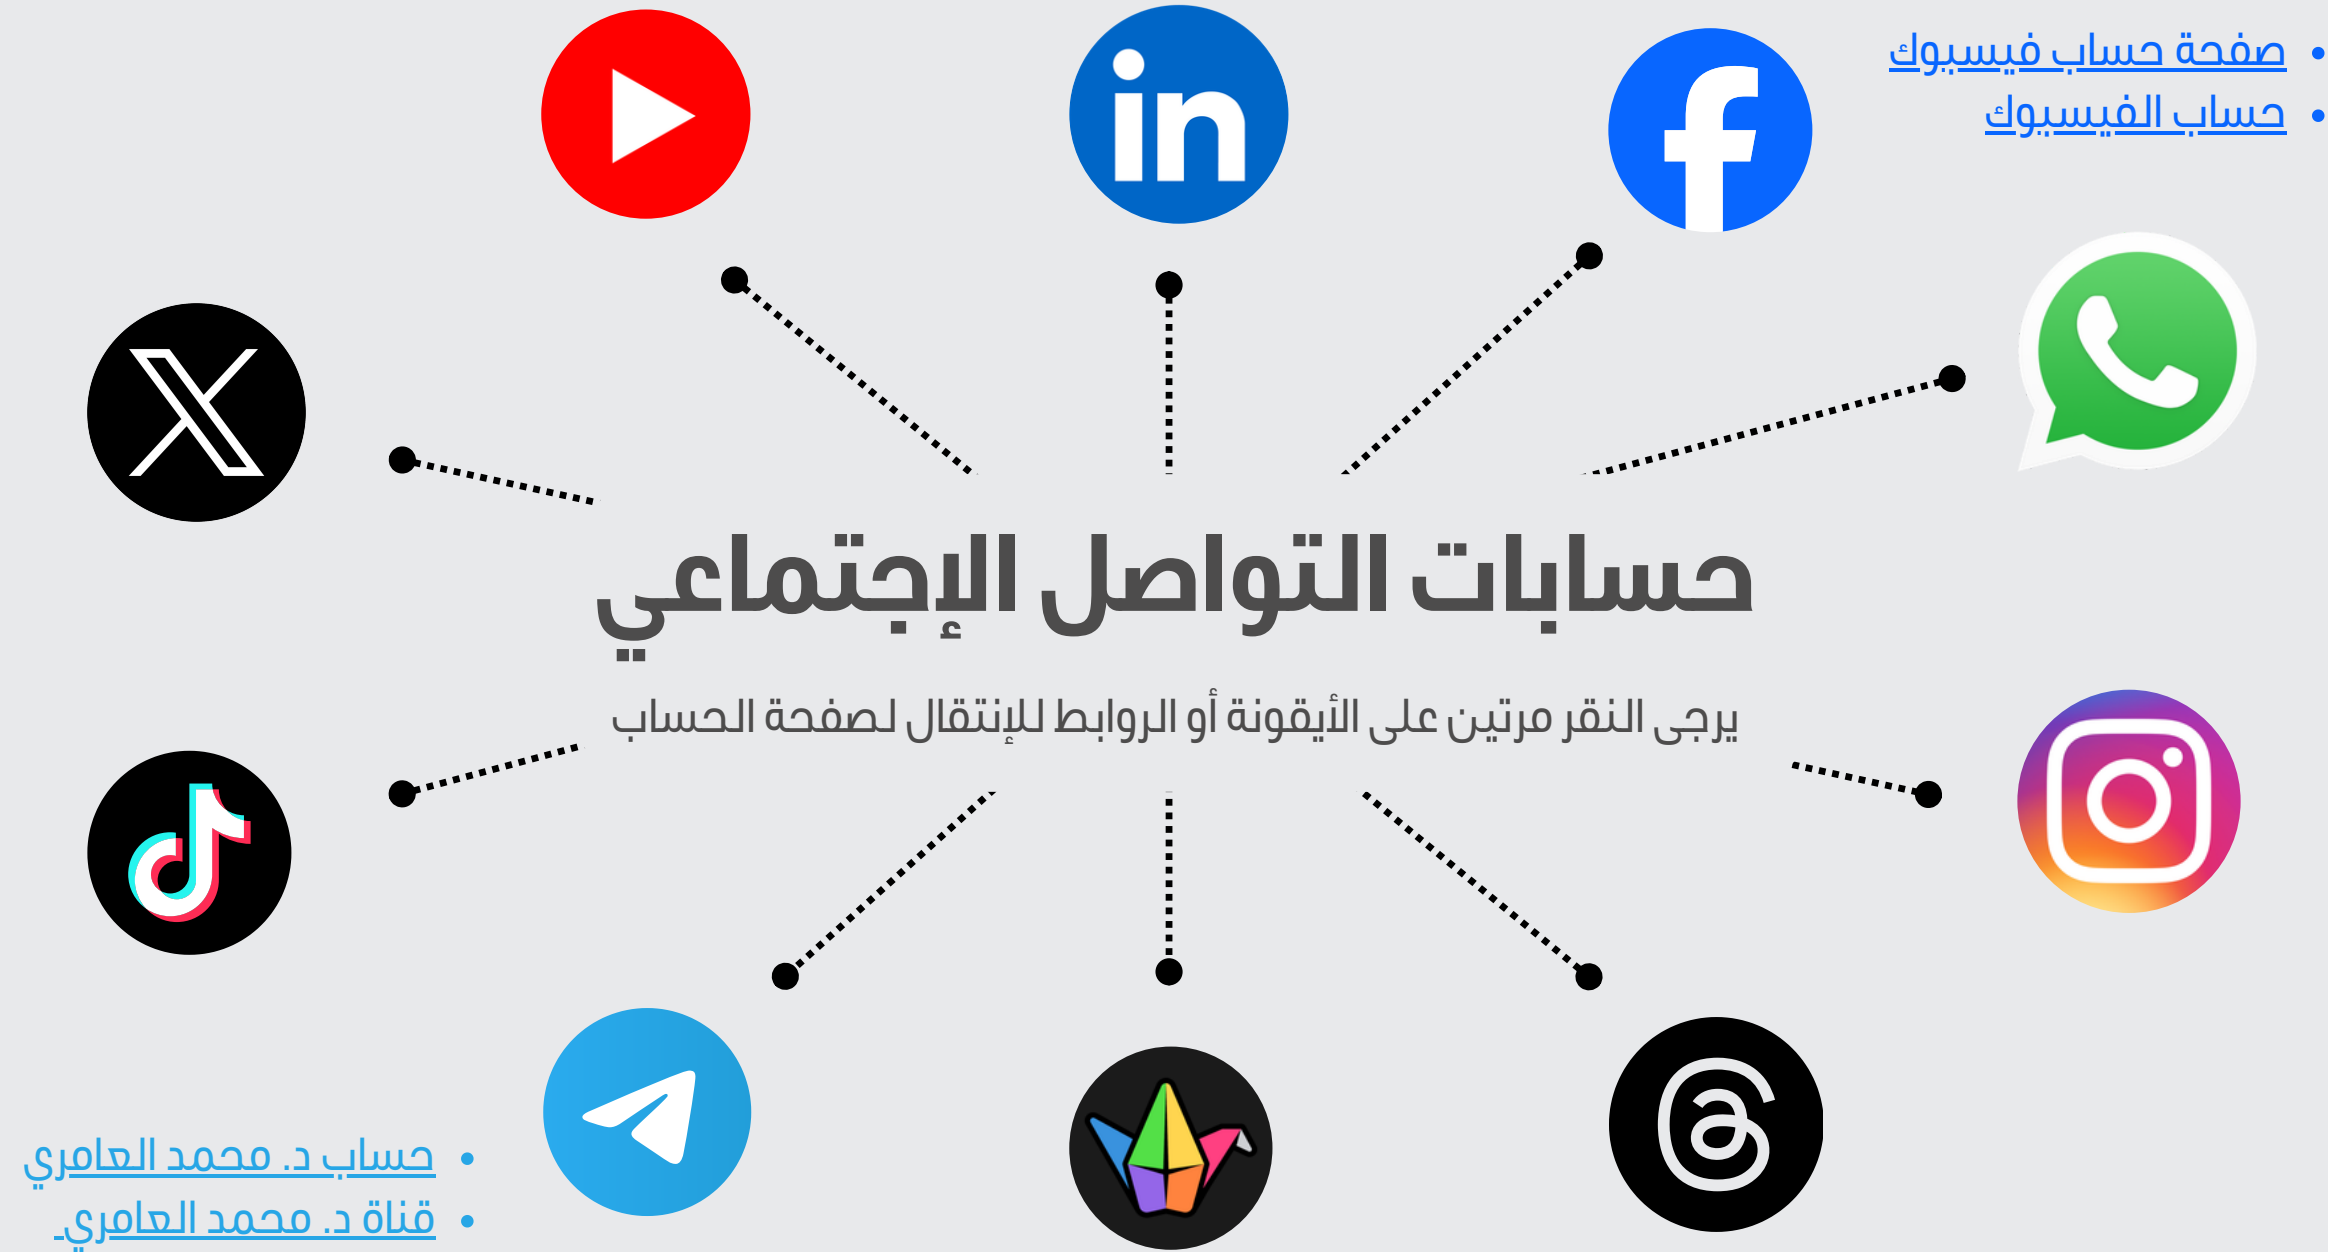 صفحة حساب فيسبوك
حساب الفيسبوك
in
حسابات التواصل الإجتماعي
يرجى النقر مرتين على الأيقونة أو الروابط للإنتقال لصفحة الحساب
حساب د. محمد العامري
قناة د. محمد العامري